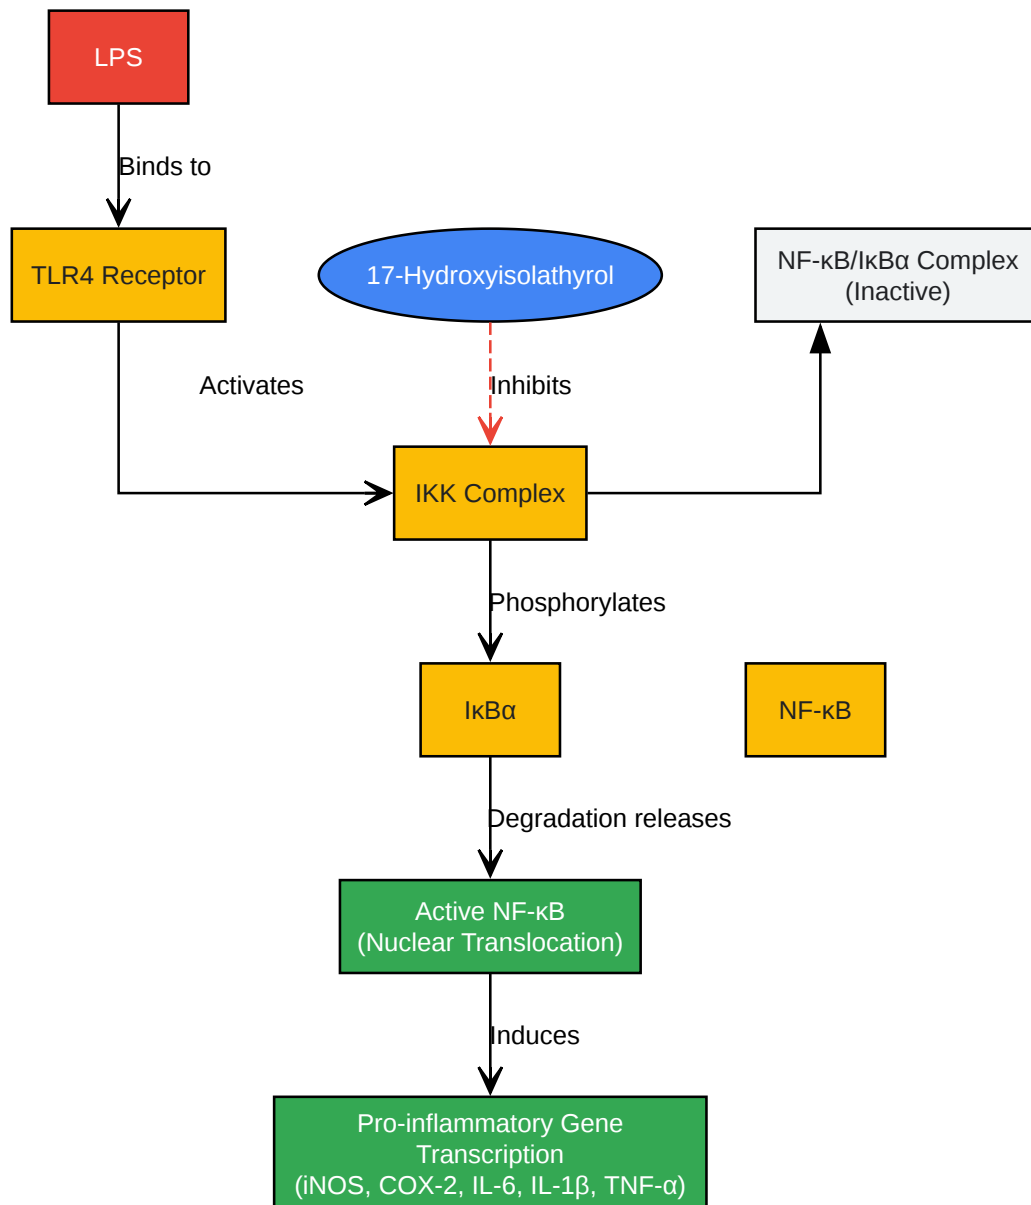 LPS
Binds to
TLR4 Receptor
17-Hydroxyisolathyrol
NF-κB/IκBα Complex
(Inactive)
Activates
Inhibits
IKK Complex
Phosphorylates
IκBα
NF-κB
Degradation releases
Active NF-κB
(Nuclear Translocation)
Induces
Pro-inflammatory Gene
Transcription
(iNOS, COX-2, IL-6, IL-1β, TNF-α)